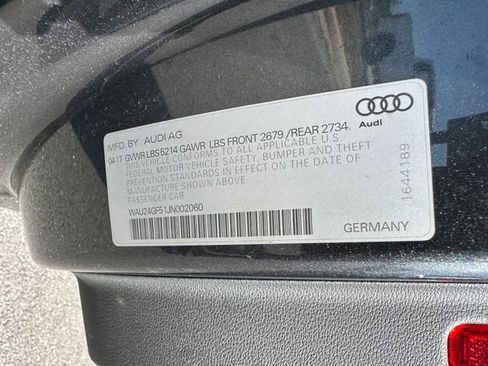 MFD. BY AUDI AG
04.17 GVWR LBS 5214 GAWR LBS FRONT 2679 /REAR 2734
THIS VEHICLE CONFORMS TO ALL APPLICABLE U.S.
FEDERAL MOTOR VEHICLE SAFETY, BUMPER AND THEFT
PREVENTION STANDARDS IN EFFECT ON THE DATE OF
MANUFACTURE SHOWN ABOVE
PASSENGER CAR
WAU24GF51JN002060
Audi
1644189
GERMANY